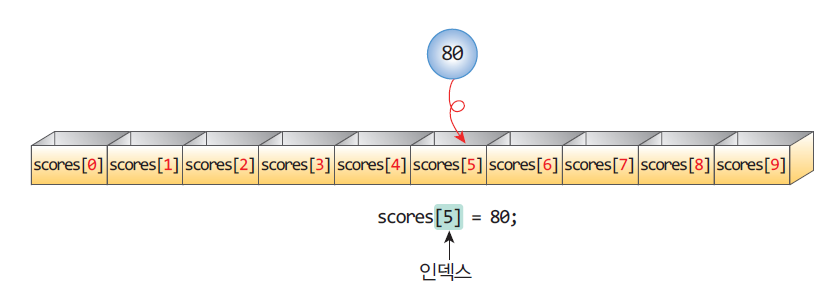 80
scores[0] scores[1] scores[2] scores[3] scores[4] scores[5] scores[6] scores[7] scores[8] scores[9]
scores[5] = 80;
인덱스